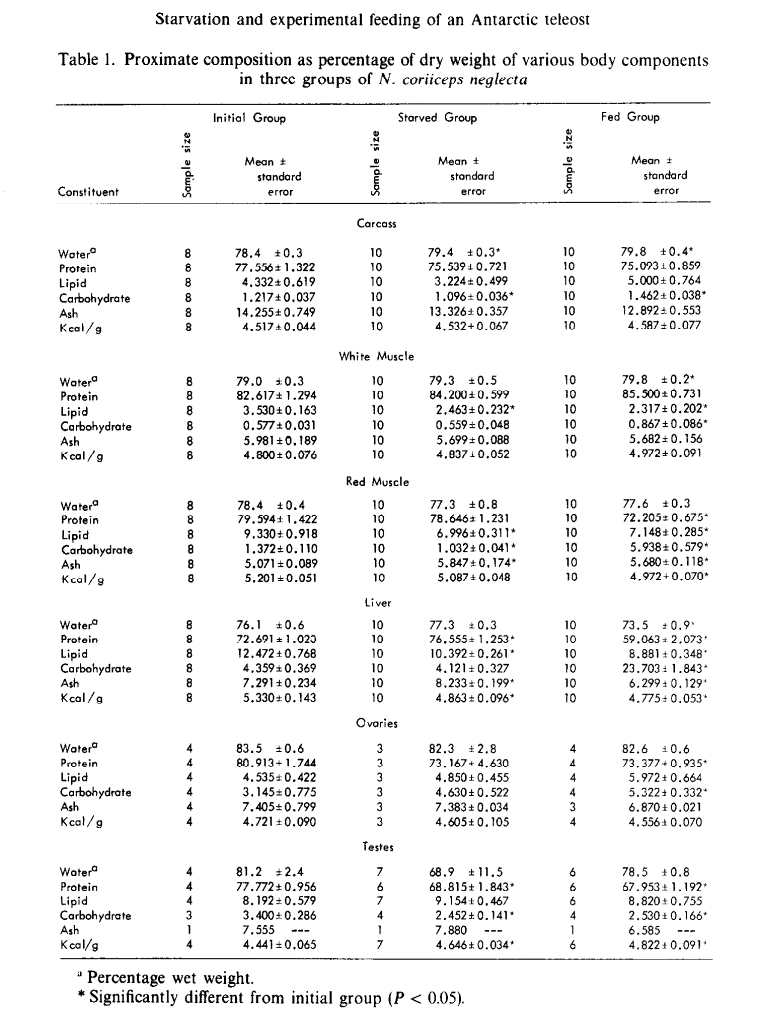 Starvation and experimental feeding of an Antarctic teleost
Table 1. Proximate composition as percentage of dry weight of various body components
in three groups of N. coriiceps neglecta
Initial Group Starved Group Fed Group
Constituent Sample size Mean ± standard error Sample size Mean ± standard error Sample size Mean ± standard error
Carcass
Waterᵃ 8 78.4 ±0.3 10 79.4 ±0.3* 10 79.8 ±0.4*
Protein 8 77.556±1.322 10 75.539±0.721 10 75.093±0.859
Lipid 8 4.332±0.619 10 3.224±0.499 10 5.000±0.764
Carbohydrate 8 1.217±0.037 10 1.096±0.036* 10 1.462±0.038*
Ash 8 14.255±0.749 10 13.326±0.357 10 12.892±0.553
Kcal/g 8 4.517±0.044 10 4.532±0.067 10 4.587±0.077
White Muscle
Waterᵃ 8 79.0 ±0.3 10 79.3 ±0.5 10 79.8 ±0.2*
Protein 8 82.617±1.294 10 84.200±0.599 10 85.500±0.731
Lipid 8 3.530±0.163 10 2.463±0.232* 10 2.317±0.202*
Carbohydrate 8 0.577±0.031 10 0.559±0.048 10 0.867±0.086*
Ash 8 5.981±0.189 10 5.699±0.088 10 5.682±0.156
Kcal/g 8 4.800±0.076 10 4.837±0.052 10 4.972±0.091
Red Muscle
Waterᵃ 8 78.4 ±0.4 10 77.3 ±0.8 10 77.6 ±0.3
Protein 8 79.594±1.422 10 78.646±1.231 10 72.205±0.675*
Lipid 8 9.330±0.918 10 6.996±0.311* 10 7.148±0.285*
Carbohydrate 8 1.372±0.110 10 1.032±0.041* 10 5.938±0.579*
Ash 8 5.071±0.089 10 5.847±0.174* 10 5.680±0.118*
Kcal/g 8 5.201±0.051 10 5.087±0.048 10 4.972±0.070*
Liver
Waterᵃ 8 76.1 ±0.6 10 77.3 ±0.3 10 73.5 ±0.9*
Protein 8 72.691±1.020 10 76.555±1.253* 10 59.063±2.073*
Lipid 8 12.472±0.768 10 10.392±0.261* 10 8.881±0.348*
Carbohydrate 8 4.359±0.369 10 4.121±0.327 10 23.703±1.843*
Ash 8 7.291±0.234 10 8.233±0.199* 10 6.299±0.129*
Kcal/g 8 5.330±0.143 10 4.863±0.096* 10 4.775±0.053*
Ovaries
Waterᵃ 4 83.5 ±0.6 3 82.3 ±2.8 4 82.6 ±0.6
Protein 4 80.913±1.744 3 73.167±4.630 4 73.377±0.935*
Lipid 4 4.535±0.422 3 4.850±0.455 4 5.972±0.664
Carbohydrate 4 3.145±0.775 3 4.630±0.522 4 5.322±0.332*
Ash 4 7.405±0.799 3 7.383±0.034 3 6.870±0.021
Kcal/g 4 4.721±0.090 3 4.605±0.105 4 4.556±0.070
Testes
Waterᵃ 4 81.2 ±2.4 7 68.9 ±11.5 6 78.5 ±0.8
Protein 4 77.772±0.956 6 68.815±1.843* 6 67.953±1.192*
Lipid 4 8.192±0.579 7 9.154±0.467 6 8.820±0.755
Carbohydrate 3 3.400±0.286 4 2.452±0.141* 4 2.530±0.166*
Ash 1 7.555 --- 1 7.880 --- 1 6.585 ---
Kcal/g 4 4.441±0.065 7 4.646±0.034* 6 4.822±0.091*
ᵃ Percentage wet weight.
* Significantly different from initial group (P < 0.05).